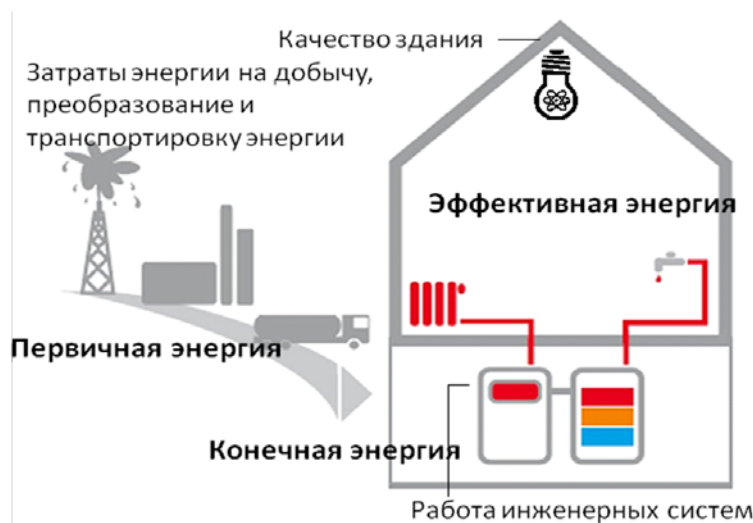 Качество здания
Затраты энергии на добычу,
преобразование и
транспортировку энергии
Эффективная энергия
Первичная энергия
Конечная энергия
Работа инженерных систем